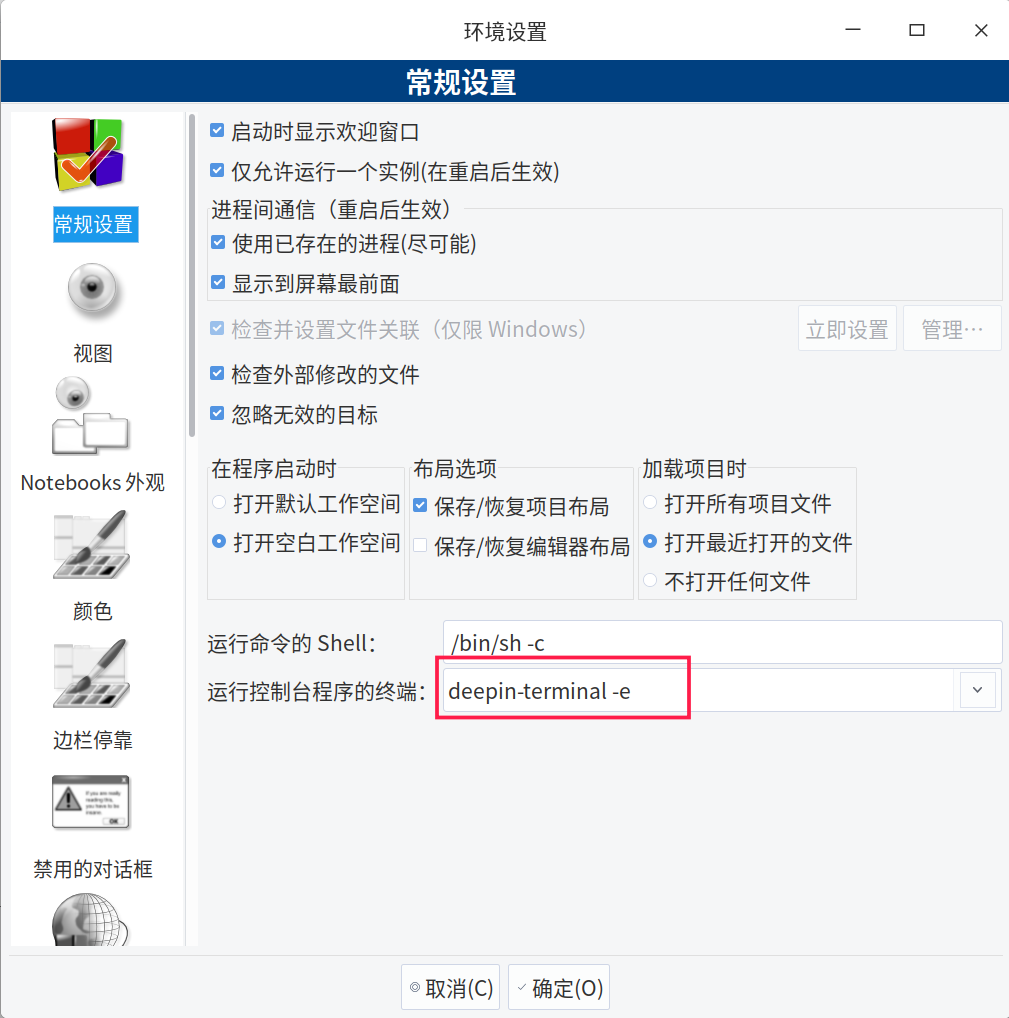 环境设置
常规设置
启动时显示欢迎窗口
仅允许运行一个实例(在重启后生效)
进程间通信（重启后生效）
使用已存在的进程(尽可能)
显示到屏幕最前面
检查并设置文件关联（仅限 Windows）
立即设置
管理…
检查外部修改的文件
忽略无效的目标
在程序启动时
打开默认工作空间
打开空白工作空间
布局选项
保存/恢复项目布局
保存/恢复编辑器布局
加载项目时
打开所有项目文件
打开最近打开的文件
不打开任何文件
运行命令的 Shell：
/bin/sh -c
运行控制台程序的终端：
deepin-terminal -e
常规设置
视图
Notebooks 外观
颜色
边栏停靠
If you are really
reading this,
you have to be
insane.
OK
禁用的对话框
取消(C)
确定(O)